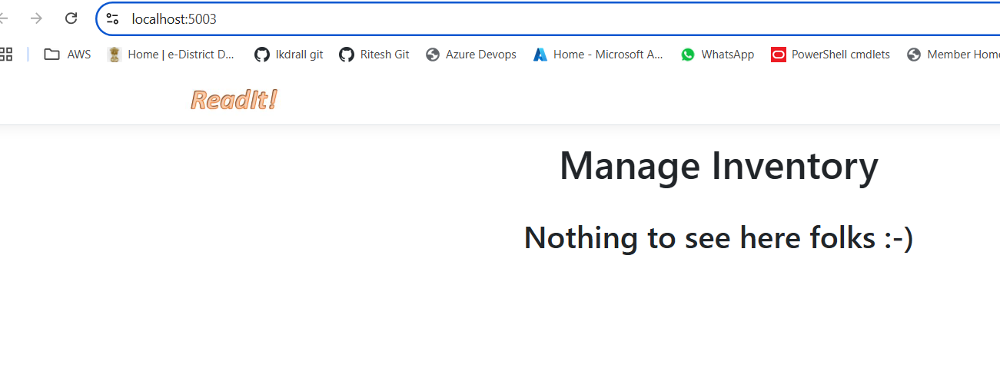 localhost:5003
AWS Home | e-District D... lkdrall git Ritesh Git Azure Devops Home - Microsoft A... WhatsApp PowerShell cmdlets Member Home
ReadIt!
Manage Inventory
Nothing to see here folks :-)